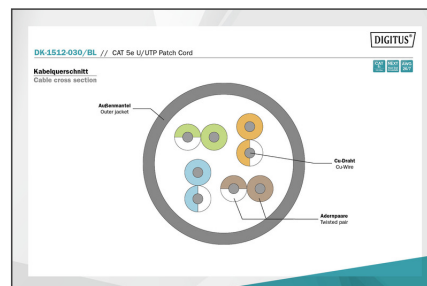 DIGITUS®
DK-1512-030/BL // CAT 5e U/UTP Patch Cord
Kabelquerschnitt
Cable cross section
Außenmantel
Outer jacket
Cu-Draht
Cu-Wire
Aderspaare
Twisted pair